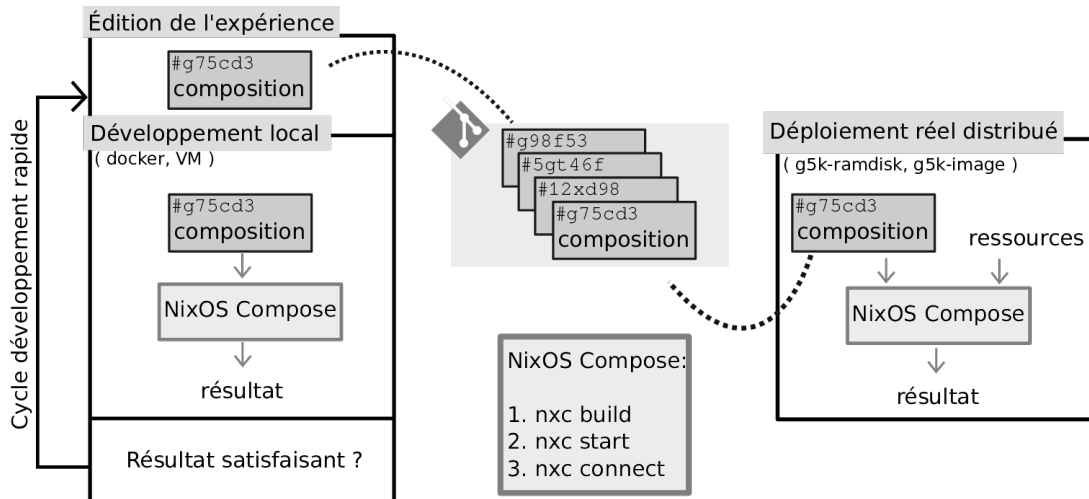 Édition de l'expérience
#g75cd3
composition
Développement local
( docker, VM )
#g75cd3
composition
NixOS Compose
résultat
Résultat satisfaisant ?
Cycle dévelopement rapide
#g98f53
#5gt46f
#12xd98
#g75cd3
composition
NixOS Compose:
1. nxc build
2. nxc start
3. nxc connect
Déploiement réel distribué
( g5k-ramdisk, g5k-image )
#g75cd3
composition
ressources
NixOS Compose
résultat